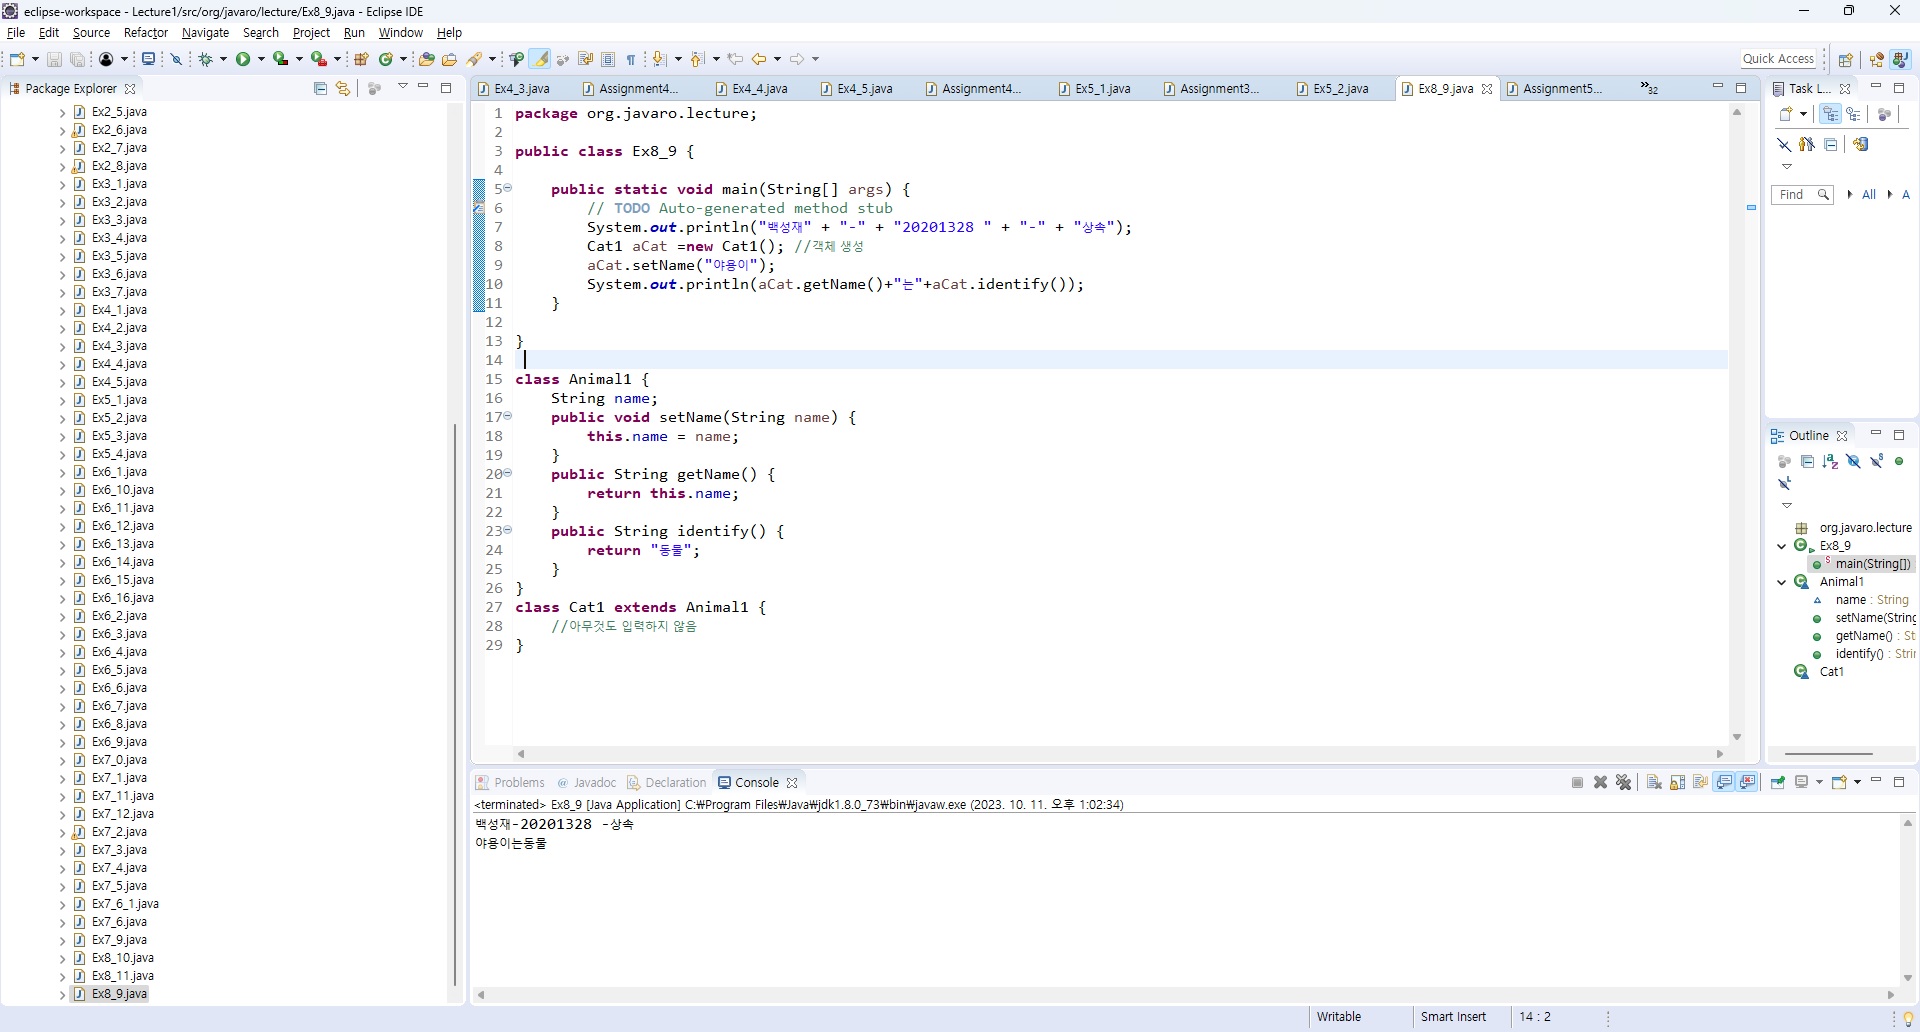 eclipse-workspace - Lecture1/src/org/javaro/lecture/Ex8_9.java - Eclipse IDE
File Edit Source Refactor Navigate Search Project Run Window Help
Quick Access
Package Explorer
Ex2_5.java
Ex2_6.java
Ex2_7.java
Ex2_8.java
Ex3_1.java
Ex3_2.java
Ex3_3.java
Ex3_4.java
Ex3_5.java
Ex3_6.java
Ex3_7.java
Ex4_1.java
Ex4_2.java
Ex4_3.java
Ex4_4.java
Ex4_5.java
Ex5_1.java
Ex5_2.java
Ex5_3.java
Ex5_4.java
Ex6_1.java
Ex6_10.java
Ex6_11.java
Ex6_12.java
Ex6_13.java
Ex6_14.java
Ex6_15.java
Ex6_16.java
Ex6_2.java
Ex6_3.java
Ex6_4.java
Ex6_5.java
Ex6_6.java
Ex6_7.java
Ex6_8.java
Ex6_9.java
Ex7_0.java
Ex7_1.java
Ex7_11.java
Ex7_12.java
Ex7_2.java
Ex7_3.java
Ex7_4.java
Ex7_5.java
Ex7_6_1.java
Ex7_6.java
Ex7_9.java
Ex8_10.java
Ex8_11.java
Ex8_9.java
Ex4_3.java Assignment4... Ex4_4.java Ex4_5.java Assignment4... Ex5_1.java Assignment3... Ex5_2.java Ex8_9.java Assignment5... »32
1 package org.javaro.lecture;
2
3 public class Ex8_9 {
4
5 public static void main(String[] args) {
6 // TODO Auto-generated method stub
7 System.out.println("백성재" + "-" + "20201328 " + "-" + "상속");
8 Cat1 aCat =new Cat1(); //객체 생성
9 aCat.setName("야옹이");
10 System.out.println(aCat.getName()+"는"+aCat.identify());
11 }
12
13 }
14
15 class Animal1 {
16 String name;
17 public void setName(String name) {
18 this.name = name;
19 }
20 public String getName() {
21 return this.name;
22 }
23 public String identify() {
24 return "동물";
25 }
26 }
27 class Cat1 extends Animal1 {
28 //아무것도 입력하지 않음
29 }
Problems Javadoc Declaration Console
<terminated> Ex8_9 [Java Application] C:₩Program Files₩Java₩jdk1.8.0_73₩bin₩javaw.exe (2023. 10. 11. 오후 1:02:34)
백성재-20201328 -상속
야옹이는동물
Task L...
Find All A
Outline
org.javaro.lecture
Ex8_9
main(String[])
Animal1
name : String
setName(String
getName() : St
identify() : Strin
Cat1
Writable Smart Insert 14 : 2